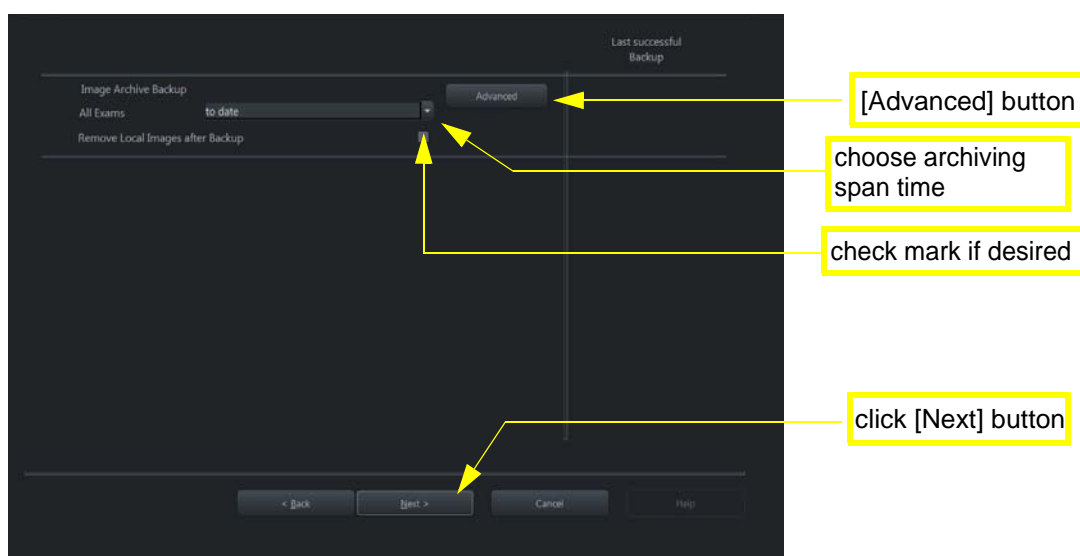 Last successful
Backup
Image Archive Backup
Advanced
All Exams to date
Remove Local Images after Backup
[Advanced] button
choose archiving
span time
check mark if desired
click [Next] button
< Back Next > Cancel Help